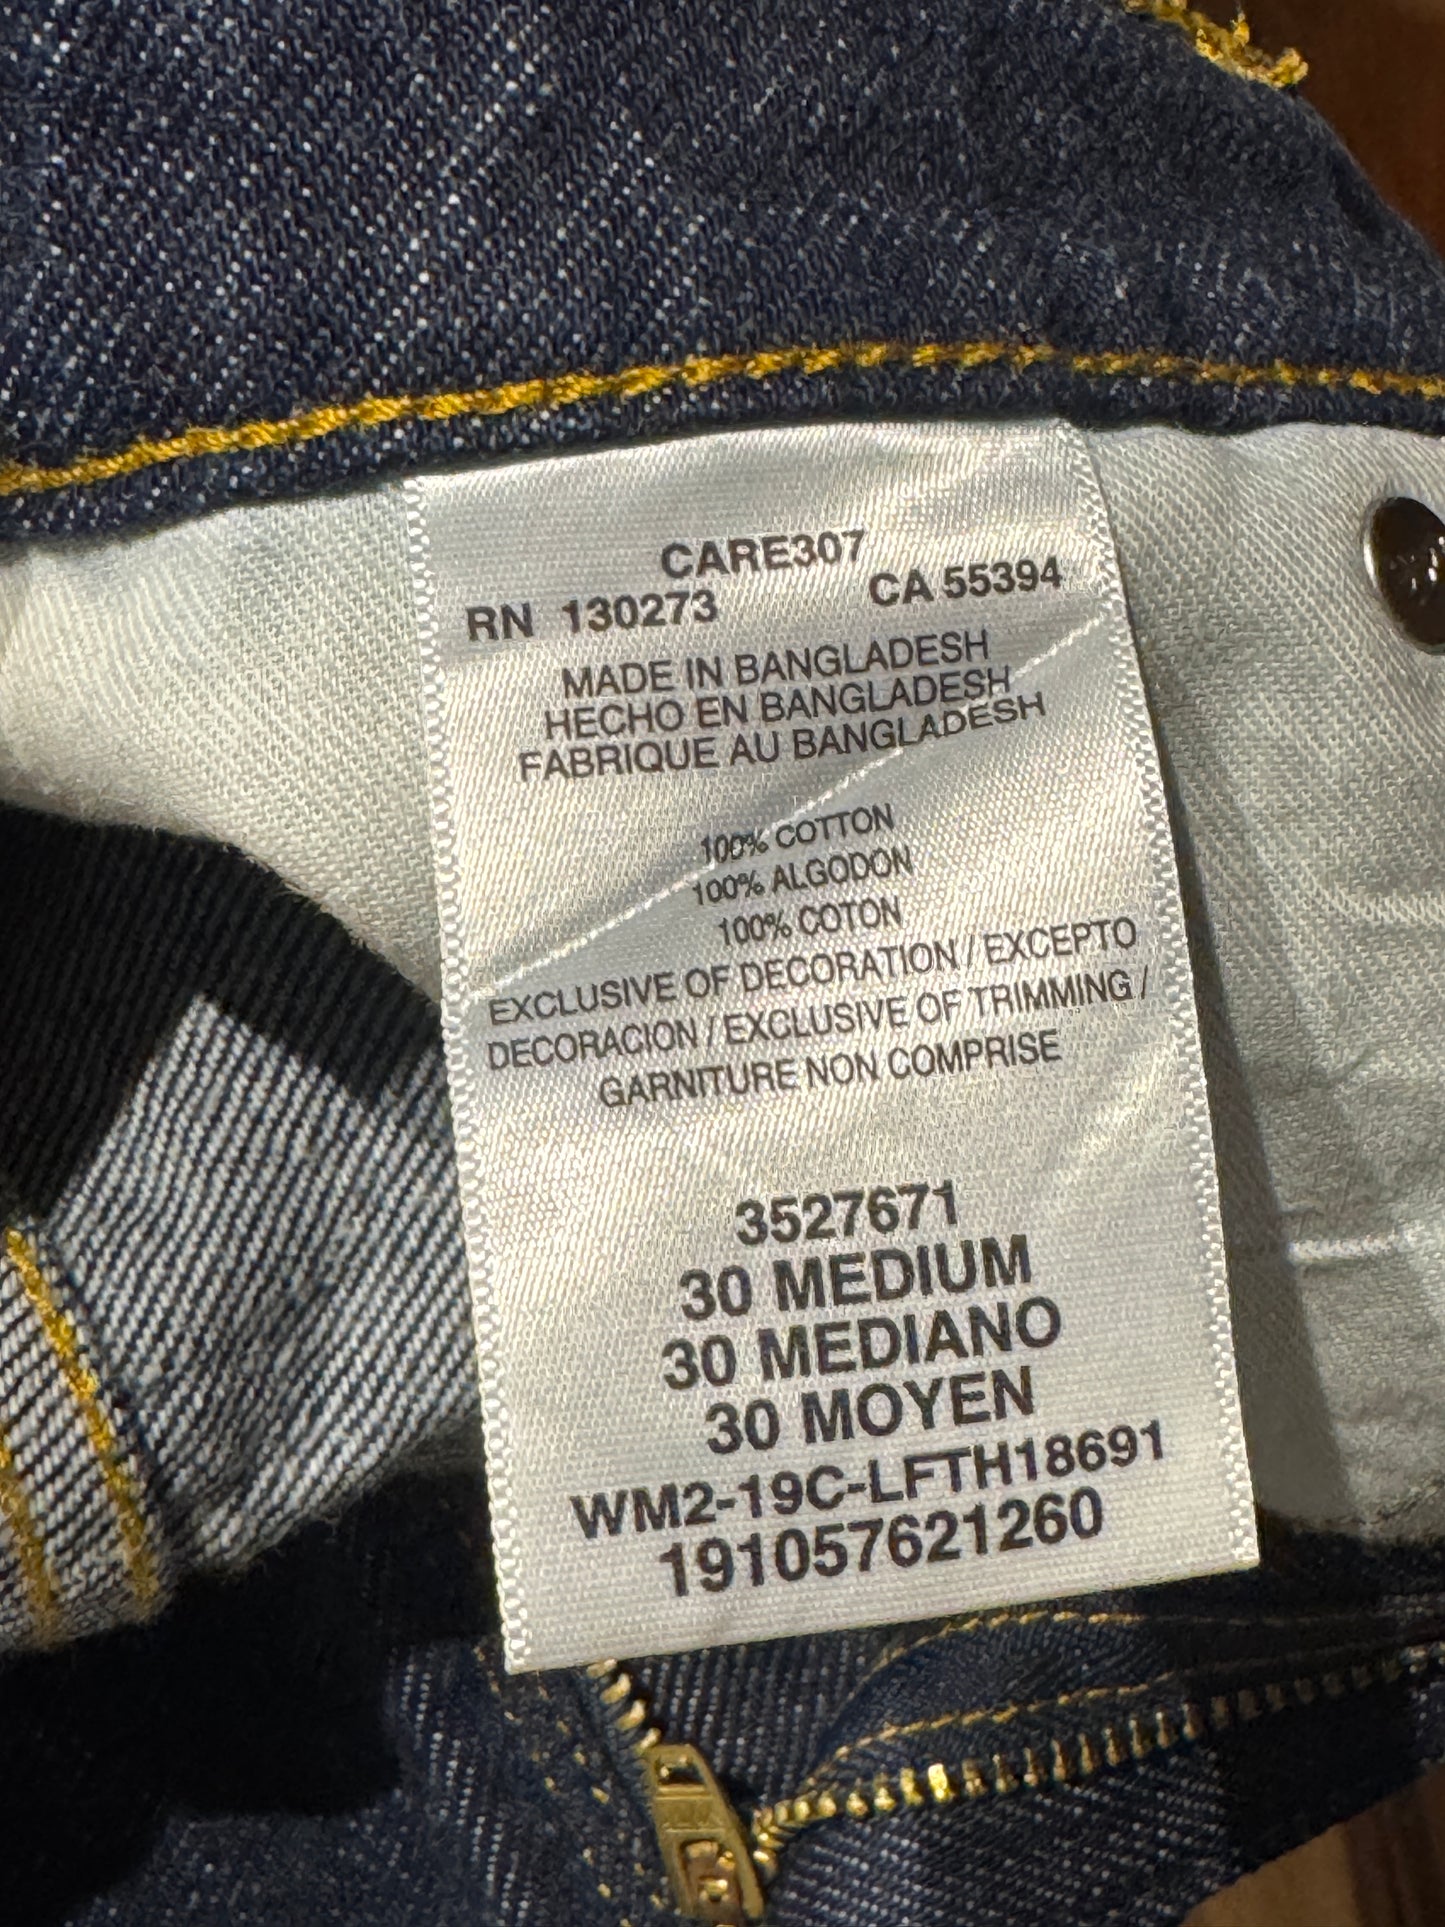 CARE307
RN 130273 CA 55394
MADE IN BANGLADESH
HECHO EN BANGLADESH
FABRIQUE AU BANGLADESH
100% COTTON
100% ALGODON
100% COTON
EXCLUSIVE OF DECORATION / EXCEPTO
DECORACION / EXCLUSIVE OF TRIMMING /
GARNITURE NON COMPRISE
3527671
30 MEDIUM
30 MEDIANO
30 MOYEN
WM2-19C-LFTH18691
191057621260